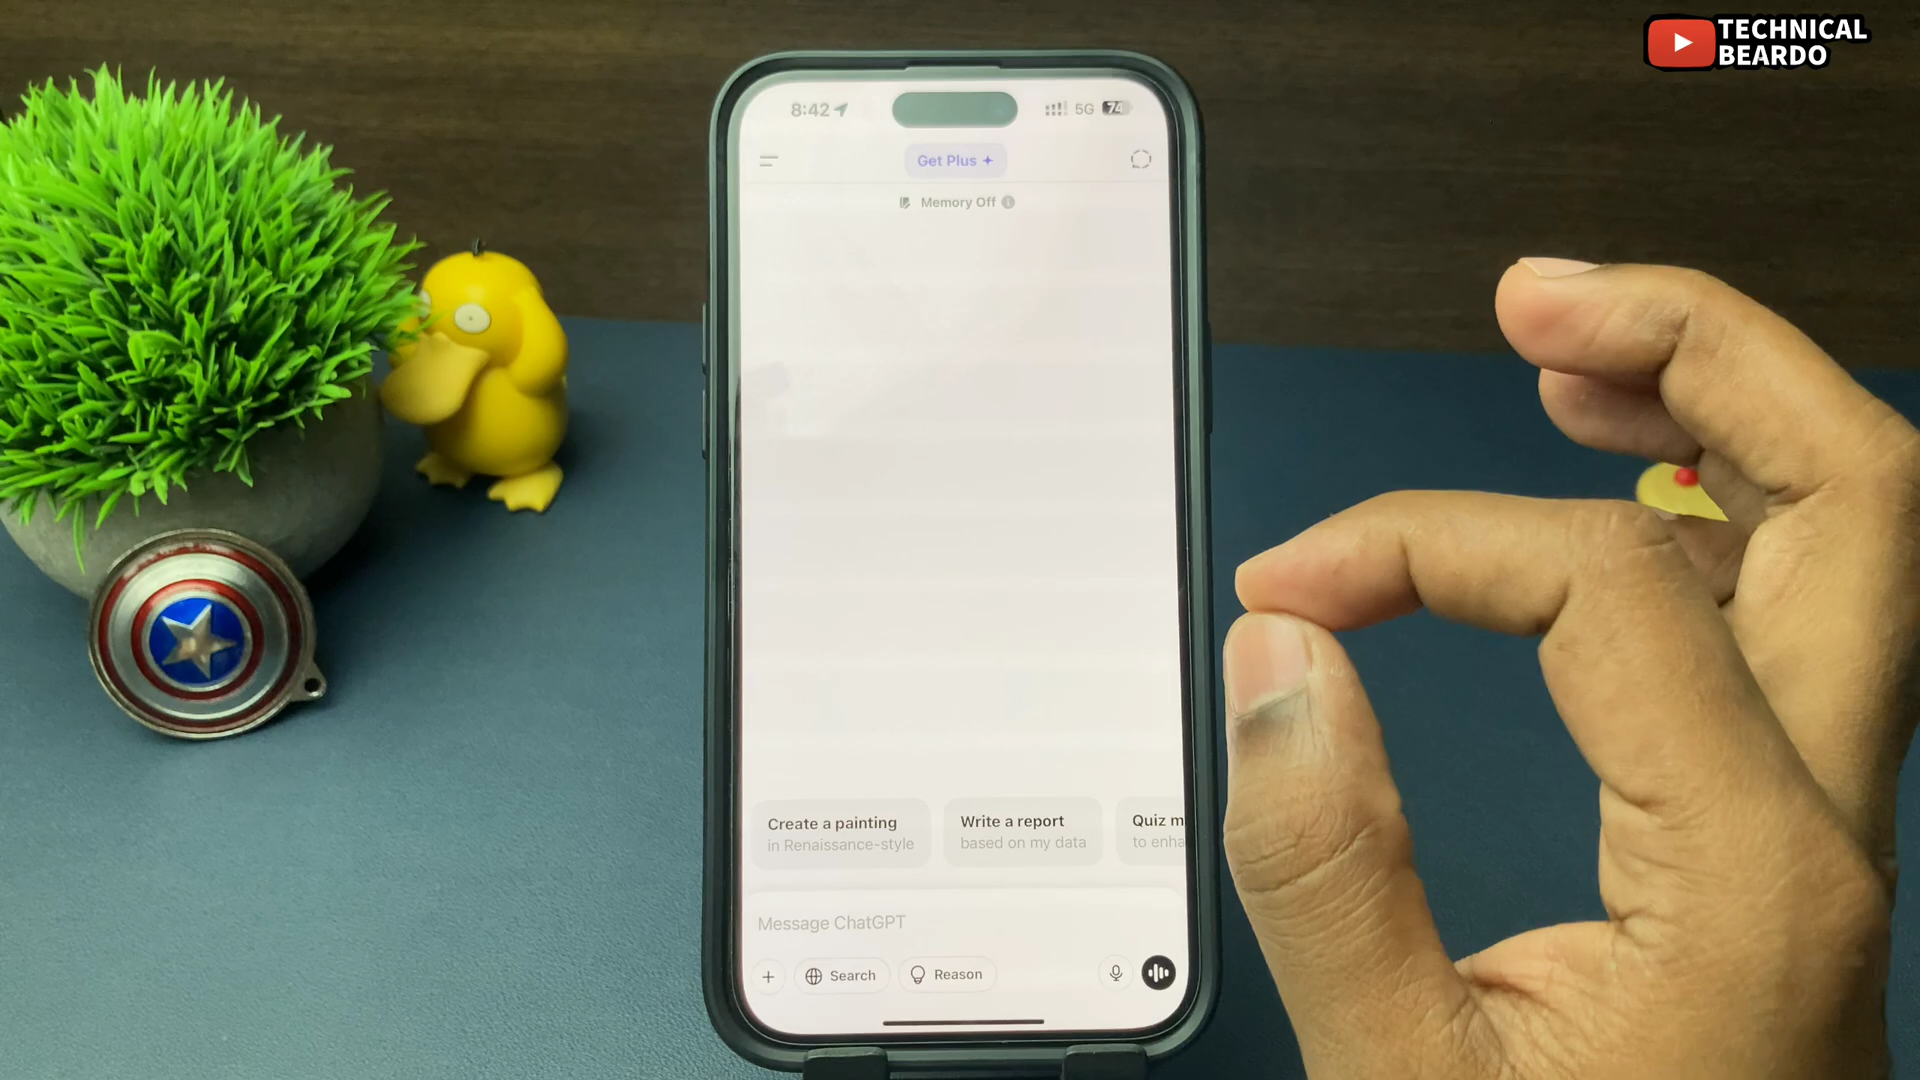 TECHNICAL
BEARDO
8:42
5G
74
Get Plus
Memory Off
Create a painting
in Renaissance-style
Write a report
based on my data
Quiz m
to enha
Message ChatGPT
Search
Reason